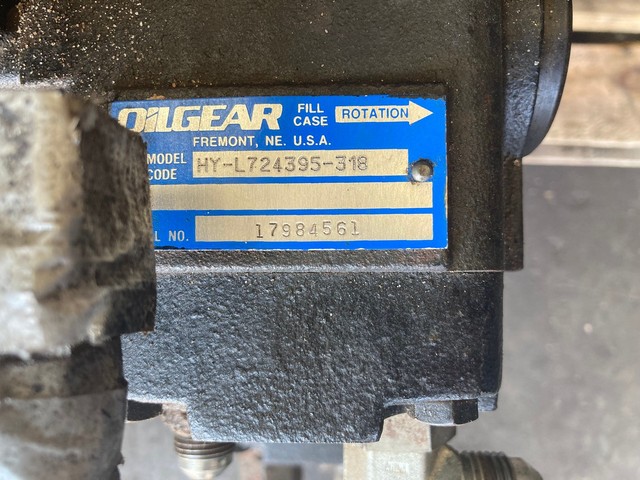 OILGEAR FILL CASE ROTATION
FREMONT, NE. U.S.A.
MODEL CODE HY-L724395-318
L NO. 17984561